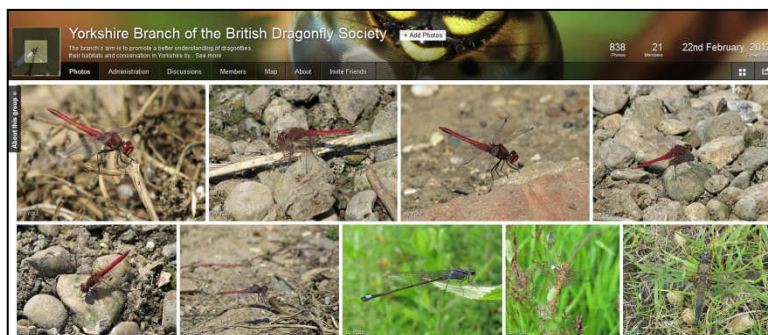 Yorkshire Branch of the British Dragonfly Society
+ Add Photos
The branch's aim is to promote a better understanding of dragonflies,
their habitats and conservation in Yorkshire by... See more
838
Photos
21
Members
22nd February, 201
Photos
Administration
Discussions
Members
Map
About
Invite Friends
About this group